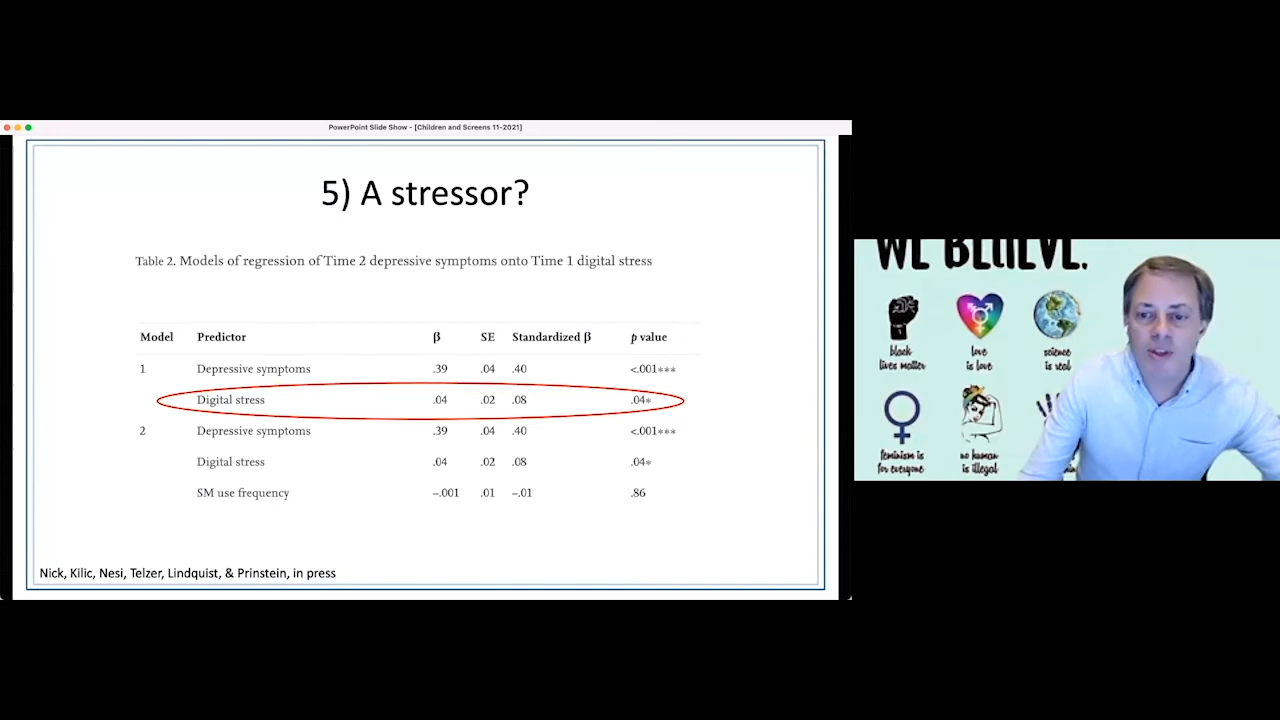 PowerPoint Slide Show - [Children and Screens 11-2021]
5) A stressor?
Table 2. Models of regression of Time 2 depressive symptoms onto Time 1 digital stress
Model Predictor β SE Standardized β p value
1 Depressive symptoms .39 .04 .40 <.001***
Digital stress .04 .02 .08 .04*
2 Depressive symptoms .39 .04 .40 <.001***
Digital stress .04 .02 .08 .04*
SM use frequency –.001 .01 –.01 .86
Nick, Kilic, Nesi, Telzer, Lindquist, & Prinstein, in press
WE BELIEVE.
black
lives matter
love
is love
science
is real
feminism is
for everyone
no human
is illegal